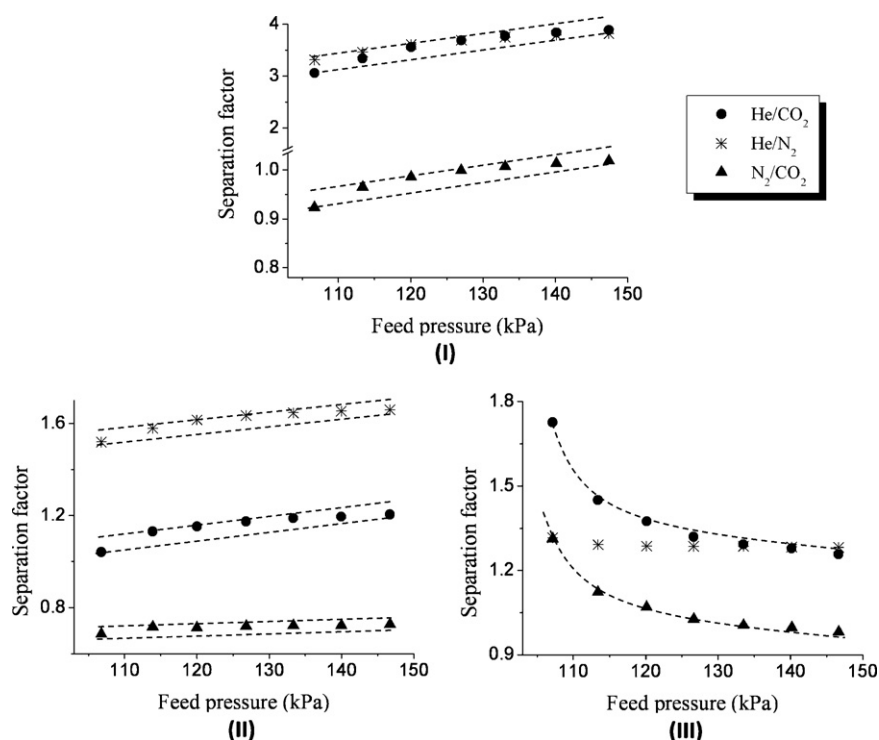 4
3
2
1.0
0.9
0.8
Separation factor
110 120 130 140 150
Feed pressure (kPa)
(I)
He/CO₂
He/N₂
N₂/CO₂
1.6
1.2
0.8
Separation factor
110 120 130 140 150
Feed pressure (kPa)
(II)
1.8
1.5
1.2
0.9
Separation factor
110 120 130 140 150
Feed pressure (kPa)
(III)